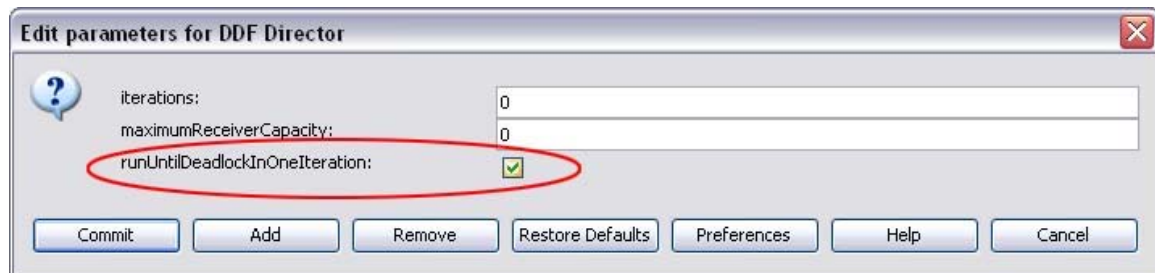 Edit parameters for DDF Director
iterations: 0
maximumReceiverCapacity: 0
runUntilDeadlockInOneIteration:
Commit Add Remove Restore Defaults Preferences Help Cancel